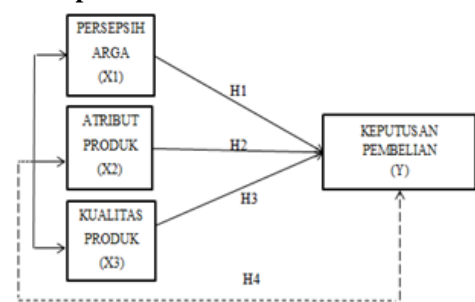 PERSEPSIH
ARGA
(X1)
H1
ATRIBUT
PRODUK
(X2)
H2
KEPUTUSAN
PEMBELIAN
(Y)
H3
KUALITAS
PRODUK
(X3)
H4